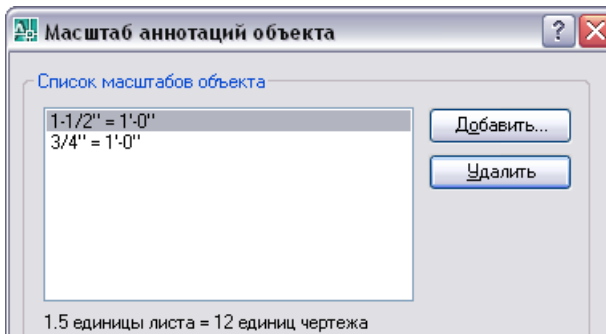 Масштаб аннотаций объекта
Список масштабов объекта
1-1/2" = 1'-0"
3/4" = 1'-0"
Добавить...
Удалить
1.5 единицы листа = 12 единиц чертежа